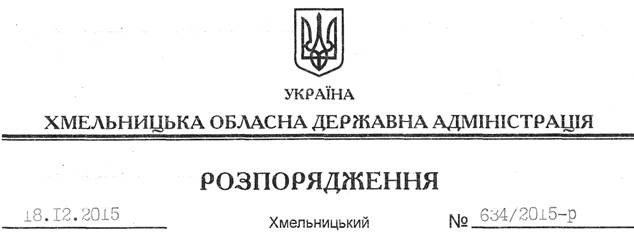 УКРАЇНА
ХМЕЛЬНИЦЬКА ОБЛАСНА ДЕРЖАВНА АДМІНІСТРАЦІЯ
РОЗПОРЯДЖЕННЯ
18.12.2015 Хмельницький № 634/2015-р